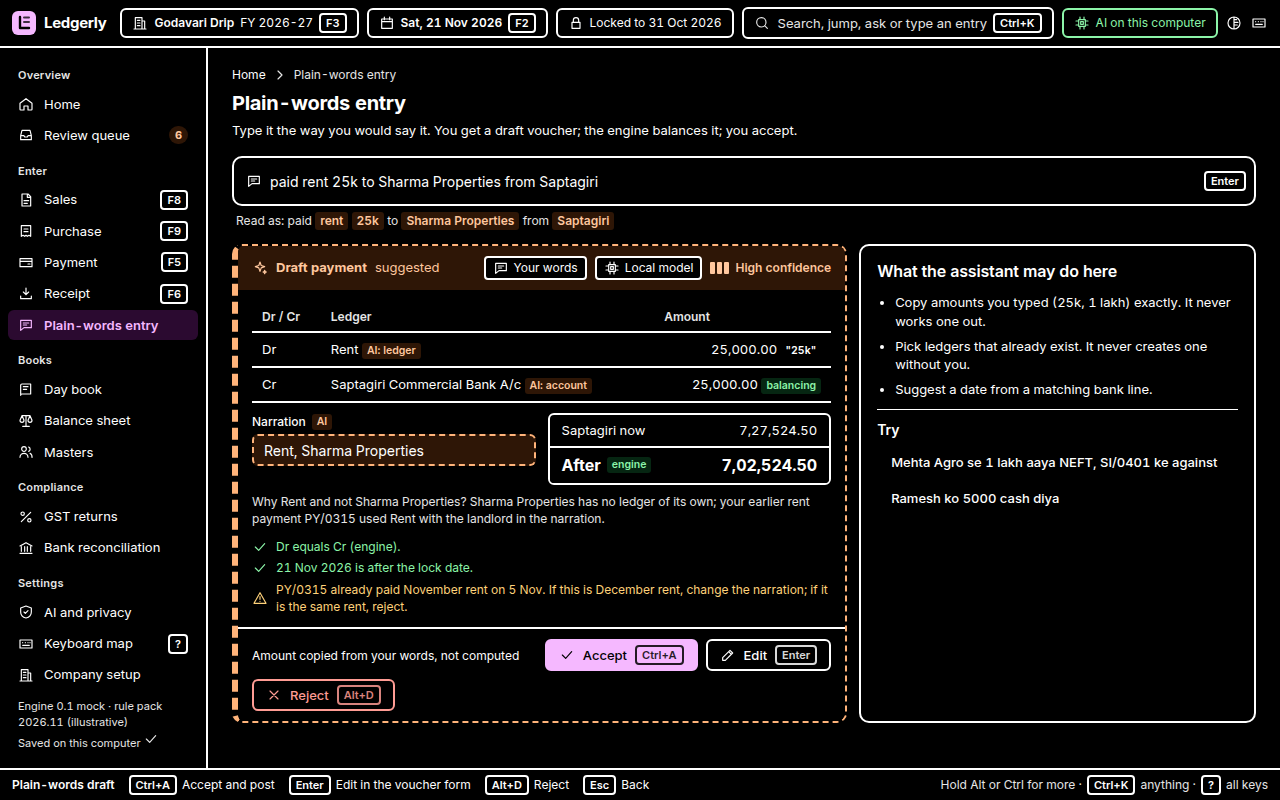 Ledgerly
Godavari Drip FY 2026-27 F3
Sat, 21 Nov 2026 F2
Locked to 31 Oct 2026
Search, jump, ask or type an entry Ctrl+K
AI on this computer
Overview
Home
Review queue 6
Enter
Sales F8
Purchase F9
Payment F5
Receipt F6
Plain-words entry
Books
Day book
Balance sheet
Masters
Compliance
GST returns
Bank reconciliation
Settings
AI and privacy
Keyboard map ?
Company setup
Engine 0.1 mock · rule pack
2026.11 (illustrative)
Saved on this computer
Home > Plain-words entry
Plain-words entry
Type it the way you would say it. You get a draft voucher; the engine balances it; you accept.
paid rent 25k to Sharma Properties from Saptagiri Enter
Read as: paid rent 25k to Sharma Properties from Saptagiri
Draft payment suggested Your words Local model High confidence
Dr / Cr Ledger Amount
Dr Rent AI: ledger 25,000.00 "25k"
Cr Saptagiri Commercial Bank A/c AI: account 25,000.00 balancing
Narration AI
Rent, Sharma Properties
Saptagiri now 7,27,524.50
After engine 7,02,524.50
Why Rent and not Sharma Properties? Sharma Properties has no ledger of its own; your earlier rent
payment PY/0315 used Rent with the landlord in the narration.
Dr equals Cr (engine).
21 Nov 2026 is after the lock date.
PY/0315 already paid November rent on 5 Nov. If this is December rent, change the narration; if it
is the same rent, reject.
Amount copied from your words, not computed
Accept Ctrl+A
Edit Enter
Reject Alt+D
What the assistant may do here
• Copy amounts you typed (25k, 1 lakh) exactly. It never
works one out.
• Pick ledgers that already exist. It never creates one
without you.
• Suggest a date from a matching bank line.
Try
Mehta Agro se 1 lakh aaya NEFT, SI/0401 ke against
Ramesh ko 5000 cash diya
Plain-words draft Ctrl+A Accept and post Enter Edit in the voucher form Alt+D Reject Esc Back
Hold Alt or Ctrl for more · Ctrl+K anything · ? all keys